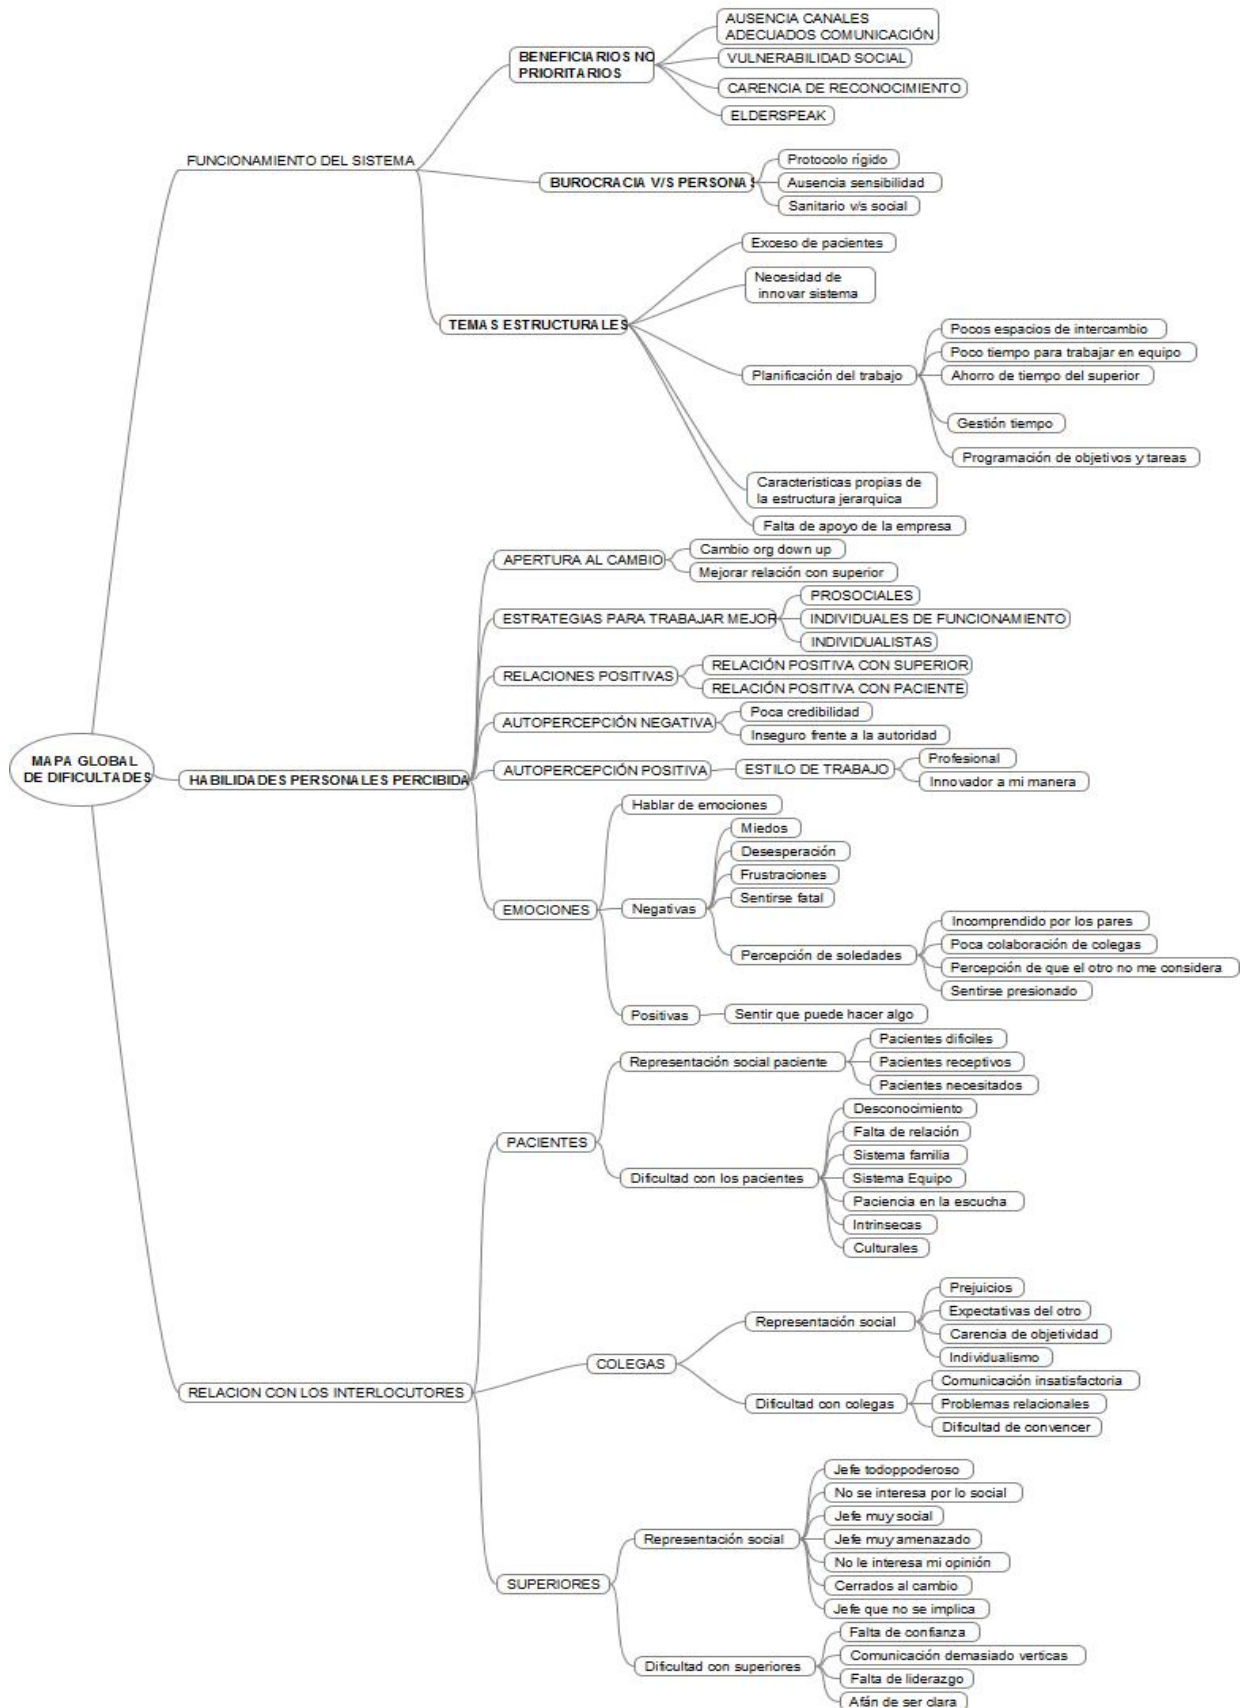 MAPA GLOBAL
DE DIFICULTADES
FUNCIONAMIENTO DEL SISTEMA
BENEFICIARIOS NO
PRIORITARIOS
AUSENCIA CANALES
ADECUADOS COMUNICACIÓN
VULNERABILIDAD SOCIAL
CARENCIA DE RECONOCIMIENTO
ELDERSPEAK
BUROCRACIA V/S PERSONAS
Protocolo rígido
Ausencia sensibilidad
Sanitario v/s social
TEMAS ESTRUCTURALES
Exceso de pacientes
Necesidad de
innovar sistema
Planificación del trabajo
Pocos espacios de intercambio
Poco tiempo para trabajar en equipo
Ahorro de tiempo del superior
Gestión tiempo
Programación de objetivos y tareas
Caracteristicas propias de
la estructura jerarquica
Falta de apoyo de la empresa
HABILIDADES PERSONALES PERCIBIDA
APERTURA AL CAMBIO
Cambio org down up
Mejorar relación con superior
ESTRATEGIAS PARA TRABAJAR MEJOR
PROSOCIALES
INDIVIDUALES DE FUNCIONAMIENTO
INDIVIDUALISTAS
RELACIONES POSITIVAS
RELACIÓN POSITIVA CON SUPERIOR
RELACIÓN POSITIVA CON PACIENTE
AUTOPERCEPCIÓN NEGATIVA
Poca credibilidad
Inseguro frente a la autoridad
AUTOPERCEPCIÓN POSITIVA
ESTILO DE TRABAJO
Profesional
Innovador a mi manera
EMOCIONES
Hablar de emociones
Negativas
Miedos
Desesperación
Frustraciones
Sentirse fatal
Percepción de soledades
Incomprendido por los pares
Poca colaboración de colegas
Percepción de que el otro no me considera
Sentirse presionado
Positivas
Sentir que puede hacer algo
RELACION CON LOS INTERLOCUTORES
PACIENTES
Representación social paciente
Pacientes dificiles
Pacientes receptivos
Pacientes necesitados
Dificultad con los pacientes
Desconocimiento
Falta de relación
Sistema familia
Sistema Equipo
Paciencia en la escucha
Intrinsecas
Culturales
COLEGAS
Representación social
Prejuicios
Expectativas del otro
Carencia de objetividad
Individualismo
Dificultad con colegas
Comunicación insatisfactoria
Problemas relacionales
Dificultad de convencer
SUPERIORES
Representación social
Jefe todoppoderoso
No se interesa por lo social
Jefe muy social
Jefe muy amenazado
No le interesa mi opinión
Cerrados al cambio
Jefe que no se implica
Dificultad con superiores
Falta de confianza
Comunicación demasiado verticas
Falta de liderazgo
Afán de ser clara